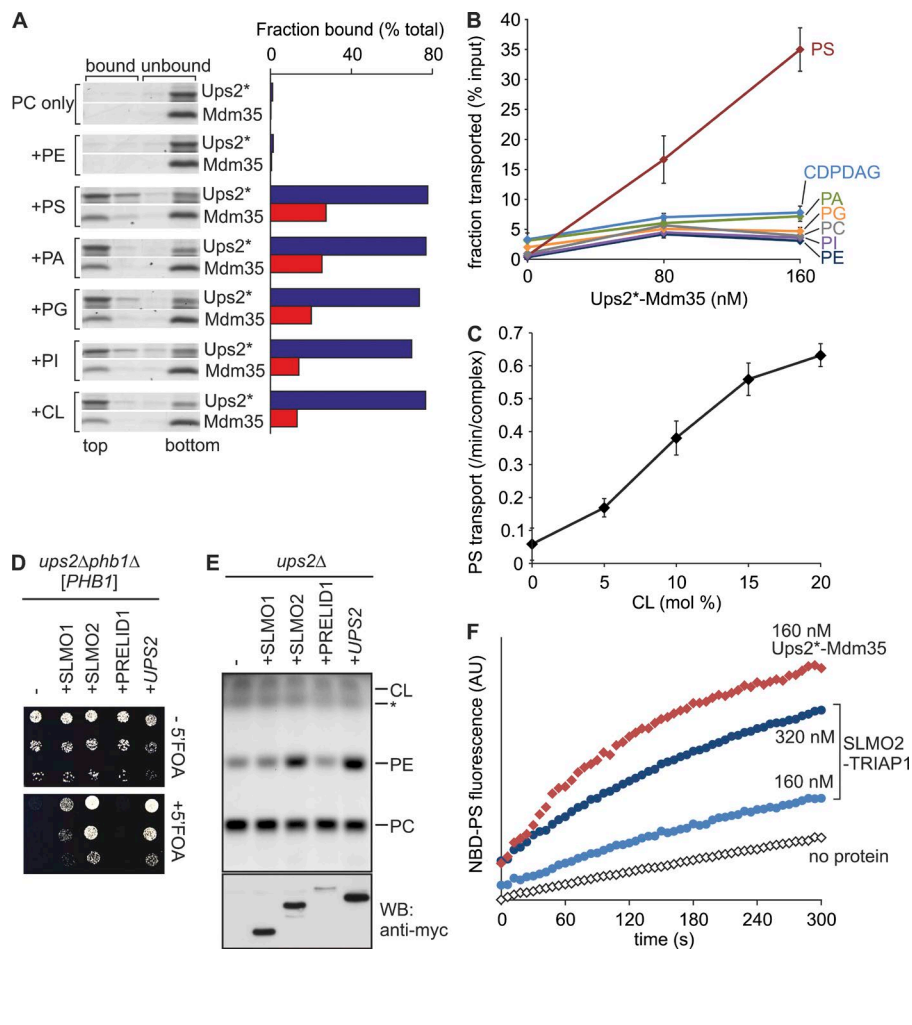 A
Fraction bound (% total)
0 40 80
bound unbound
PC only
Ups2*
Mdm35
+PE
Ups2*
Mdm35
+PS
Ups2*
Mdm35
+PA
Ups2*
Mdm35
+PG
Ups2*
Mdm35
+PI
Ups2*
Mdm35
+CL
Ups2*
Mdm35
top bottom
B
fraction transported (% input)
40
35
30
25
20
15
10
5
0
0 80 160
Ups2*-Mdm35 (nM)
PS
CDPDAG
PA
PG
PC
PI
PE
C
PS transport (/min/complex)
0.7
0.6
0.5
0.4
0.3
0.2
0.1
0
0 5 10 15 20
CL (mol %)
D
ups2Δphb1Δ
[PHB1]
-
+SLMO1
+SLMO2
+PRELID1
+UPS2
- 5'FOA
+5'FOA
E
ups2Δ
-
+SLMO1
+SLMO2
+PRELID1
+UPS2
CL
*
PE
PC
WB:
anti-myc
F
NBD-PS fluorescence (AU)
160 nM
Ups2*-Mdm35
320 nM
SLMO2
-TRIAP1
160 nM
no protein
0 60 120 180 240 300
time (s)